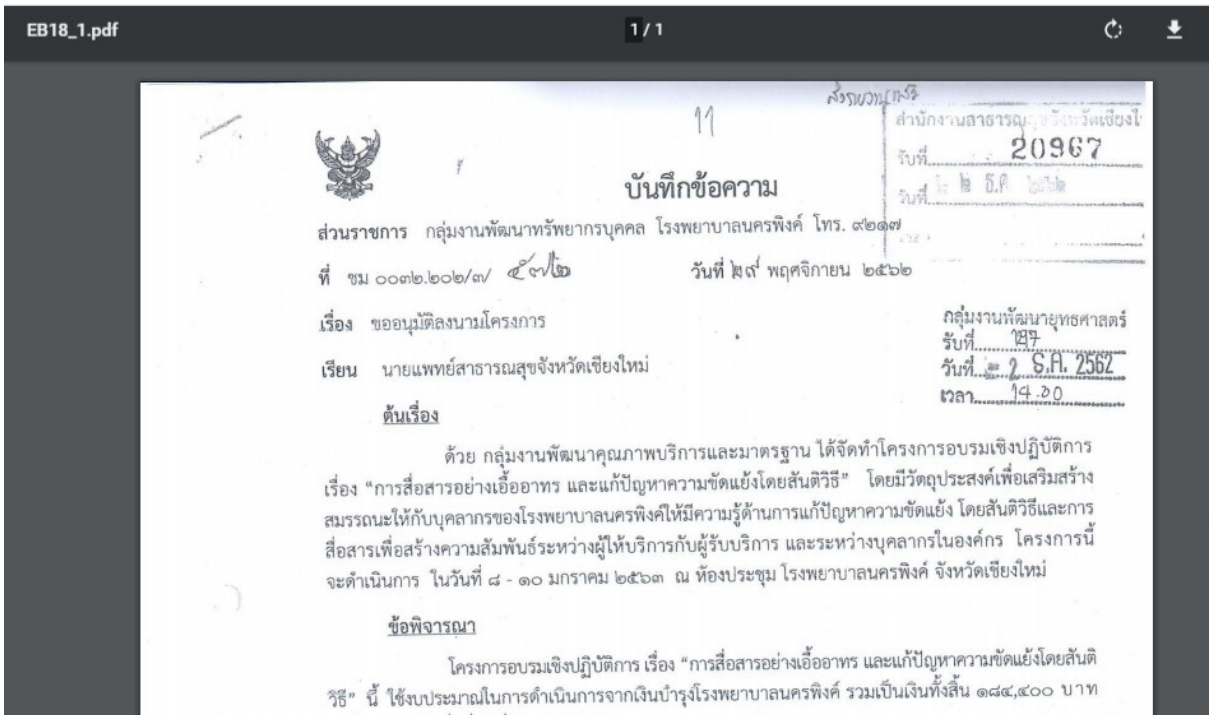 EB18_1.pdf
1 / 1
11
สำนักงานสาธารณสุขจังหวัดเชียงใ
รับที่ 20967
วันที่ ธ.ค.
บันทึกข้อความ
ส่วนราชการ กลุ่มงานพัฒนาทรัพยากรบุคคล โรงพยาบาลนครพิงค์ โทร. ๙๒๑๗
ที่ ชม ๐๐๓๒.๒๐๒/๓/ วันที่ ๒๙ พฤศจิกายน ๒๕๖๒
เรื่อง ขออนุมัติลงนามโครงการ
เรียน นายแพทย์สาธารณสุขจังหวัดเชียงใหม่
กลุ่มงานพัฒนายุทธศาสตร์
รับที่
วันที่ 2 ธ.ค. 2562
เวลา 14.00
ต้นเรื่อง
ด้วย กลุ่มงานพัฒนาคุณภาพบริการและมาตรฐาน ได้จัดทำโครงการอบรมเชิงปฏิบัติการ
เรื่อง “การสื่อสารอย่างเอื้ออาทร และแก้ปัญหาความขัดแย้งโดยสันติวิธี” โดยมีวัตถุประสงค์เพื่อเสริมสร้าง
สมรรถนะให้กับบุคลากรของโรงพยาบาลนครพิงค์ให้มีความรู้ด้านการแก้ปัญหาความขัดแย้ง โดยสันติวิธีและการ
สื่อสารเพื่อสร้างความสัมพันธ์ระหว่างผู้ให้บริการกับผู้รับบริการ และระหว่างบุคลากรในองค์กร โครงการนี้
จะดำเนินการ ในวันที่ ๘ - ๑๐ มกราคม ๒๕๖๓ ณ ห้องประชุม โรงพยาบาลนครพิงค์ จังหวัดเชียงใหม่
ข้อพิจารณา
โครงการอบรมเชิงปฏิบัติการ เรื่อง “การสื่อสารอย่างเอื้ออาทร และแก้ปัญหาความขัดแย้งโดยสันติ
วิธี” นี้ ใช้งบประมาณในการดำเนินการจากเงินบำรุงโรงพยาบาลนครพิงค์ รวมเป็นเงินทั้งสิ้น ๑๘๔,๔๐๐ บาท